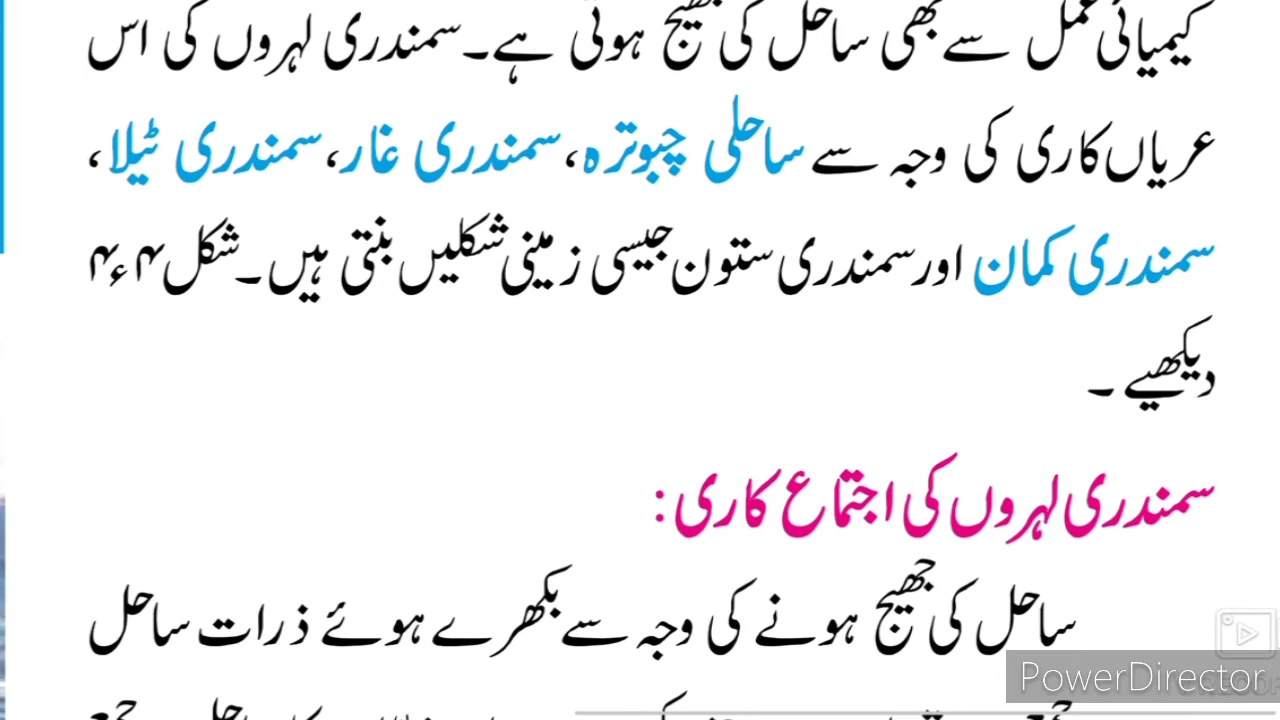 کیمیائی عمل سے بھی ساحل کی جھیج ہوتی ہے۔ سمندری لہروں کی اس
عریاں کاری کی وجہ سے ساحلی چبوترہ، سمندری غار، سمندری ٹیلا،
سمندری کمان اور سمندری ستون جیسی زمینی شکلیں بنتی ہیں۔ شکل ۴ء۴
دیکھیے ۔
سمندری لہروں کی اجتماع کاری :
ساحل کی جھیج ہونے کی وجہ سے بکھرے ہوئے ذرات ساحل
PowerDirector